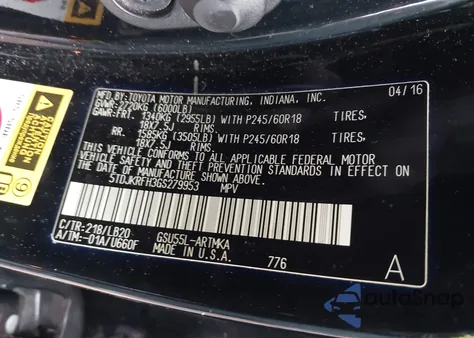 MFD.BY:TOYOTA MOTOR MANUFACTURING, INDIANA, INC. 04/16
GVWR: 2720KG (6000LB)
GAWR:FRT. 1340KG (2955LB)WITH P245/60R18 TIRES,
18X7.5J RIMS
RR. 1585KG (3505LB)WITH P245/60R18 TIRES,
18X7.5J RIMS
THIS VEHICLE CONFORMS TO ALL APPLICABLE FEDERAL MOTOR
VEHICLE SAFETY AND THEFT PREVENTION STANDARDS IN EFFECT ON
THE DATE OF MANUFACTURE SHOWN ABOVE.
5TDJKRFH3GS279953 MPV
C/TR:218/LB20 GSU55L-ARTMKA
A/TM:-01A/U660F MADE IN U.S.A. 776 A
AutoSnap